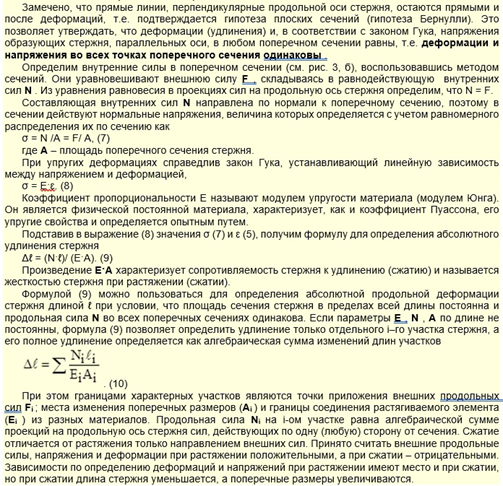 Замечено, что прямые линии, перпендикулярные продольной оси стержня, остаются прямыми и
после деформаций, т.е. подтверждается гипотеза плоских сечений (гипотеза Бернулли). Это
позволяет утверждать, что деформации (удлинения) и, в соответствии с законом Гука, напряжения
образующих стержня, параллельных оси, в любом поперечном сечении равны, т.е. деформации и
напряжения во всех точках поперечного сечения одинаковы .
Определим внутренние силы в поперечном сечении (см. рис. 3, б), воспользовавшись методом
сечений. Они уравновешивают внешнюю силу F , складываясь в равнодействующую внутренних
сил N . Из уравнения равновесия в проекциях сил на продольную ось стержня определим, что N = F.
Составляющая внутренних сил N направлена по нормали к поперечному сечению, поэтому в
сечении действуют нормальные напряжения, величина которых определяется с учетом равномерного
распределения их по сечению как
σ = N /A = F/ A, (7)
где A – площадь поперечного сечения стержня.
При упругих деформациях справедлив закон Гука, устанавливающий линейную зависимость
между напряжением и деформацией,
σ = E·ε. (8)
Коэффициент пропорциональности E называют модулем упругости материала (модулем Юнга).
Он является физической постоянной материала, характеризует, как и коэффициент Пуассона, его
упругие свойства и определяется опытным путем.
Подставив в выражение (8) значения σ (7) и ε (5), получим формулу для определения абсолютного
удлинения стержня
Δℓ = (N·ℓ)/ (E·A). (9)
Произведение E·A характеризует сопротивляемость стержня к удлинению (сжатию) и называется
жесткостью стержня при растяжении (сжатии).
Формулой (9) можно пользоваться для определения абсолютной продольной деформации
стержня длиной ℓ при условии, что площадь сечения стержня в пределах всей длины постоянна и
продольная сила N во всех поперечных сечениях одинакова. Если параметры E , N , A по длине не
постоянны, формула (9) позволяет определить удлинение только отдельного i–го участка стержня, а
его полное удлинение определяется как алгебраическая сумма изменений длин участков
Δℓ = ∑ Niℓi / EiAi . (10)
При этом границами характерных участков являются точки приложения внешних продольных
сил Fi; места изменения поперечных размеров (Ai ) и границы соединения растягиваемого элемента
(Ei ) из разных материалов. Продольная сила Ni на i-ом участке равна алгебраической сумме
проекций на продольную ось стержня сил, действующих по одну (любую) сторону от сечения. Сжатие
отличается от растяжения только направлением внешних сил. Принято считать внешние продольные
силы, напряжения и деформации при растяжении положительными, а при сжатии – отрицательными.
Зависимости по определению деформаций и напряжений при растяжении имеют место и при сжатии,
но при сжатии длина стержня уменьшается, а поперечные размеры увеличиваются.